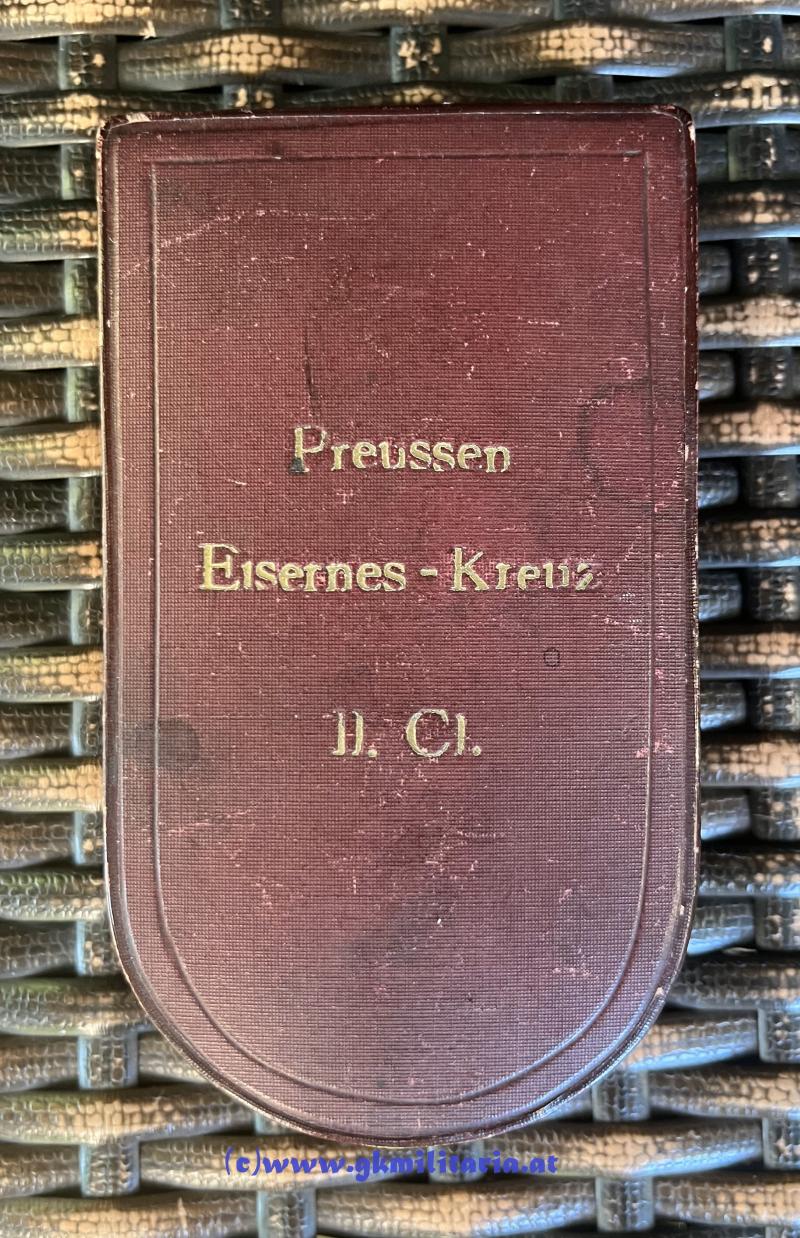 Preussen
Eisernes - Kreuz
II. Cl.
(c)www.gkmilitaria.at